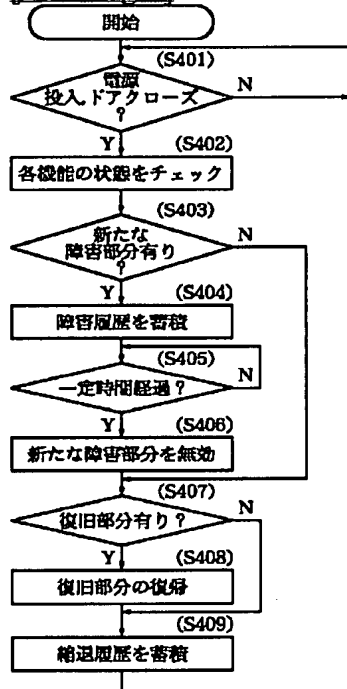 開始
(S401)
電源
投入,ドアクローズ
?
N
Y
(S402)
各機能の状態をチェック
(S403)
新たな
障害部分有り
?
N
Y
(S404)
障害履歴を蓄積
(S405)
一定時間経過?
N
Y
(S406)
新たな障害部分を無効
(S407)
復旧部分有り?
N
Y
(S408)
復旧部分の復帰
(S409)
縮退履歴を蓄積